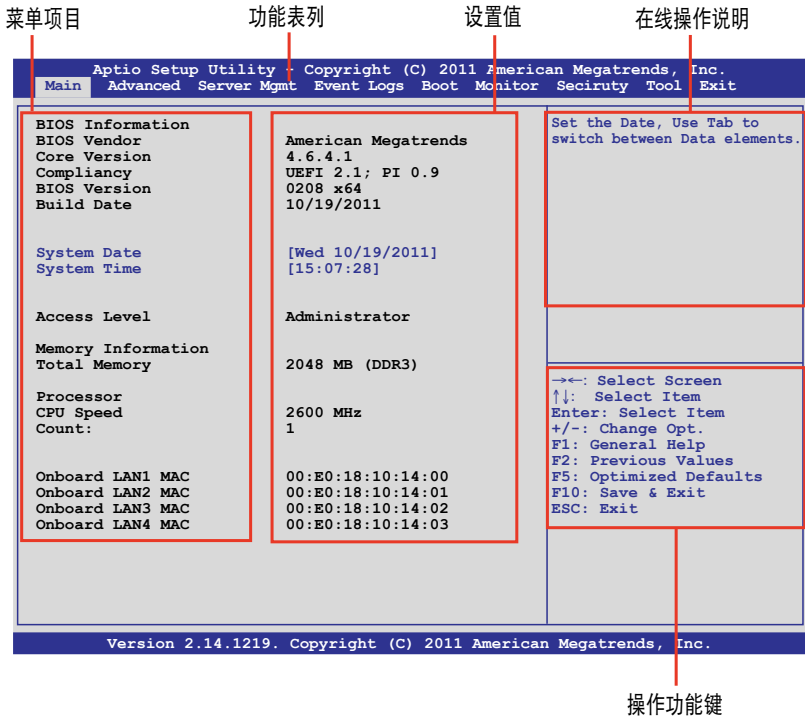 菜单项目 功能表列 设置值 在线操作说明
Aptio Setup Utility - Copyright (C) 2011 American Megatrends, Inc.
Main Advanced Server Mgmt Event Logs Boot Monitor Seciruty Tool Exit
BIOS Information
BIOS Vendor American Megatrends
Core Version 4.6.4.1
Compliancy UEFI 2.1; PI 0.9
BIOS Version 0208 x64
Build Date 10/19/2011
System Date [Wed 10/19/2011]
System Time [15:07:28]
Access Level Administrator
Memory Information
Total Memory 2048 MB (DDR3)
Processor
CPU Speed 2600 MHz
Count: 1
Onboard LAN1 MAC 00:E0:18:10:14:00
Onboard LAN2 MAC 00:E0:18:10:14:01
Onboard LAN3 MAC 00:E0:18:10:14:02
Onboard LAN4 MAC 00:E0:18:10:14:03
Set the Date, Use Tab to
switch between Data elements.
→←: Select Screen
↑↓: Select Item
Enter: Select Item
+/-: Change Opt.
F1: General Help
F2: Previous Values
F5: Optimized Defaults
F10: Save & Exit
ESC: Exit
Version 2.14.1219. Copyright (C) 2011 American Megatrends, Inc.
操作功能键